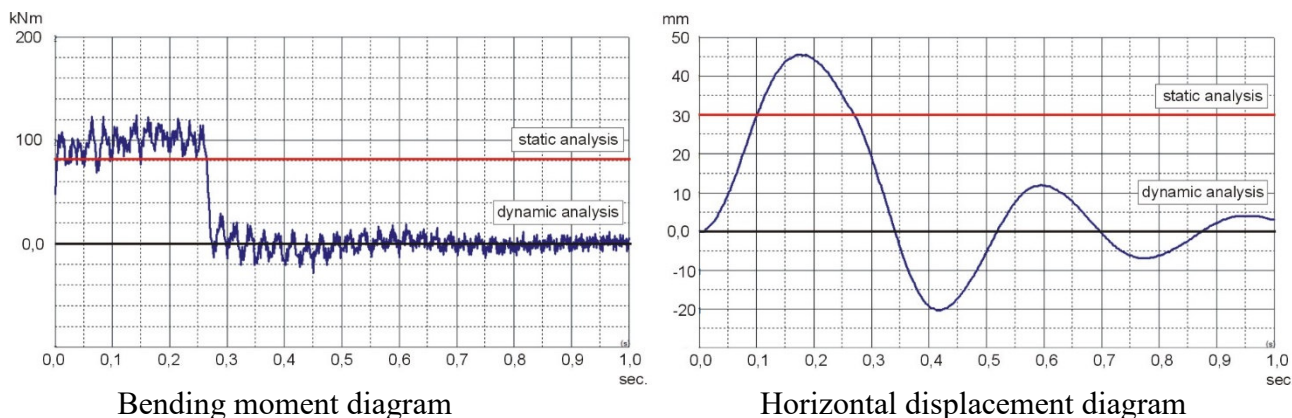 kNm
200
100
0,0
static analysis
dynamic analysis
0,0 0,1 0,2 0,3 0,4 0,5 0,6 0,7 0,8 0,9 1,0
(s)
sec.
Bending moment diagram
mm
50
40
30
20
10
0,0
-10
-20
static analysis
dynamic analysis
0,0 0,1 0,2 0,3 0,4 0,5 0,6 0,7 0,8 0,9 1,0
(s)
sec.
Horizontal displacement diagram